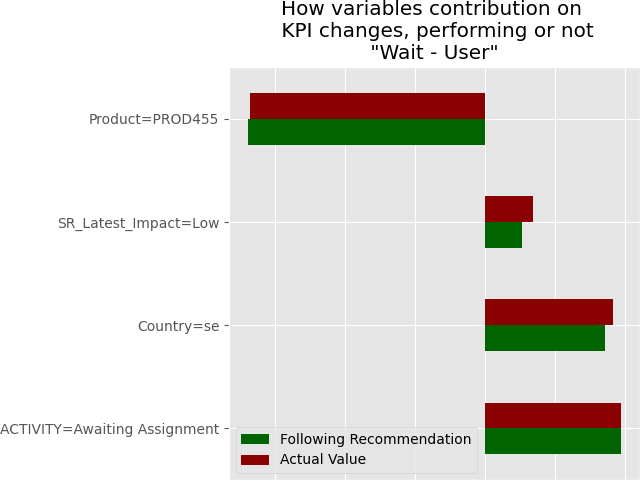 How variables contribution on
KPI changes, performing or not
"Wait - User"
Product=PROD455
SR_Latest_Impact=Low
Country=se
ACTIVITY=Awaiting Assignment
Following Recommendation
Actual Value